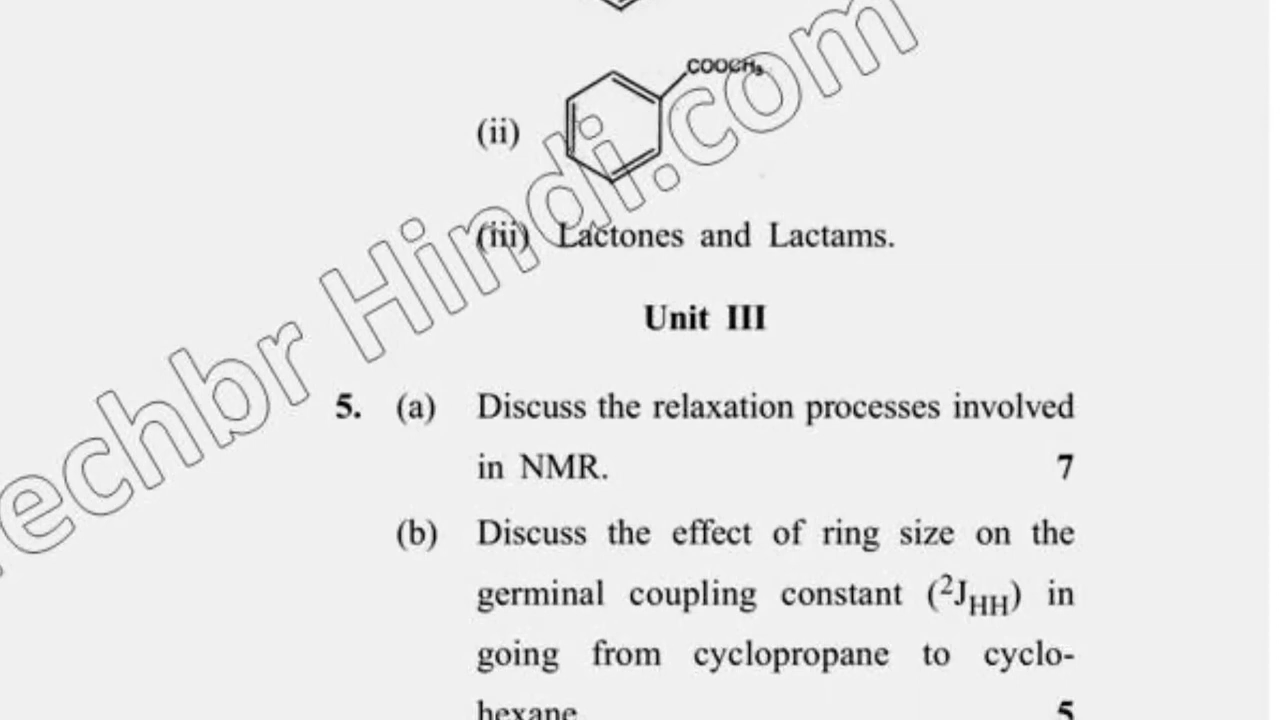 COOCH₃
(ii)
(iii) Lactones and Lactams.
Unit III
5. (a) Discuss the relaxation processes involved
in NMR. 7
(b) Discuss the effect of ring size on the
germinal coupling constant (²J_HH) in
going from cyclopropane to cyclo-
hexane 5
echbr Hindi.com